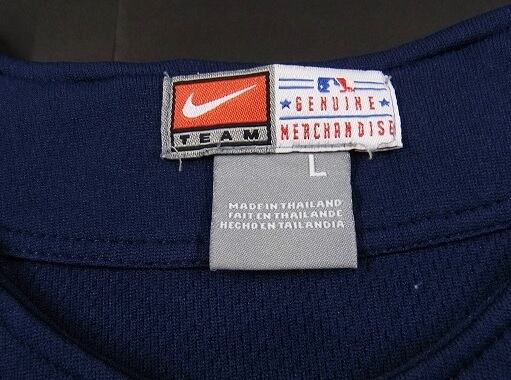 TEAM
GENUINE
MERCHANDISE
L
MADE IN THAILAND
FAIT EN THAILANDE
HECHO EN TAILANDIA